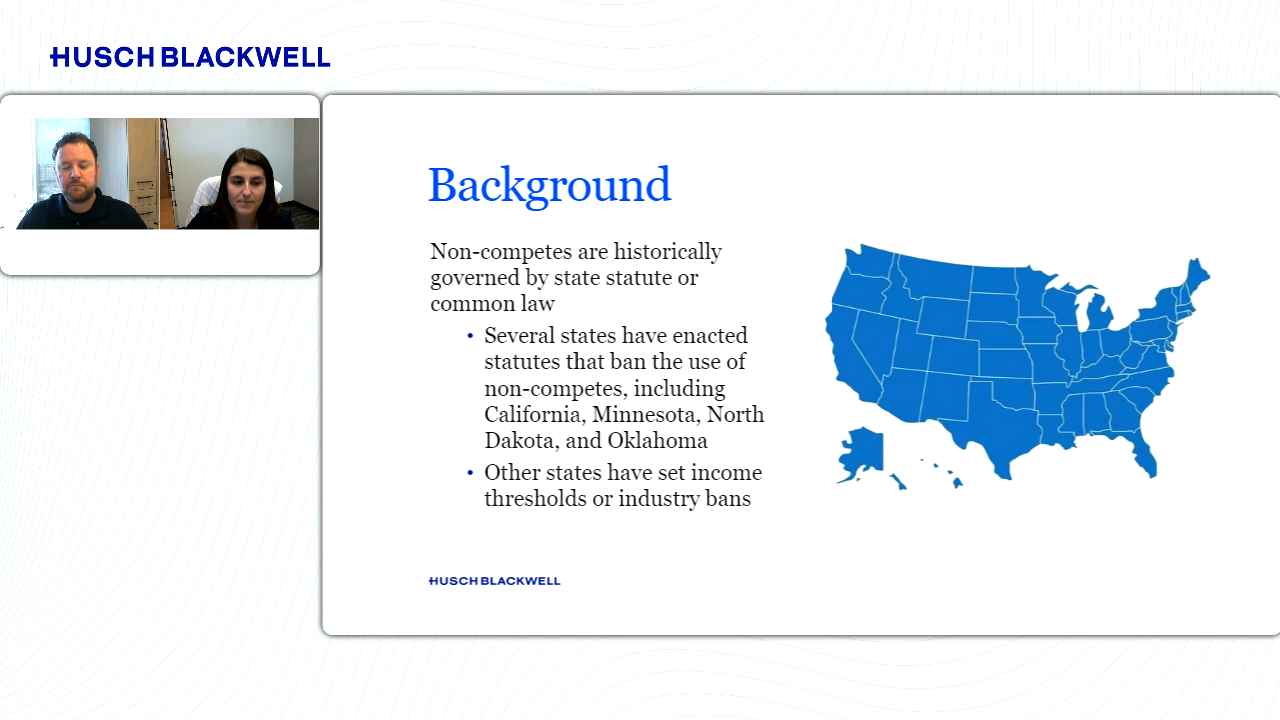 HUSCH BLACKWELL
Background
Non-competes are historically
governed by state statute or
common law
• Several states have enacted
statutes that ban the use of
non-competes, including
California, Minnesota, North
Dakota, and Oklahoma
• Other states have set income
thresholds or industry bans
HUSCH BLACKWELL